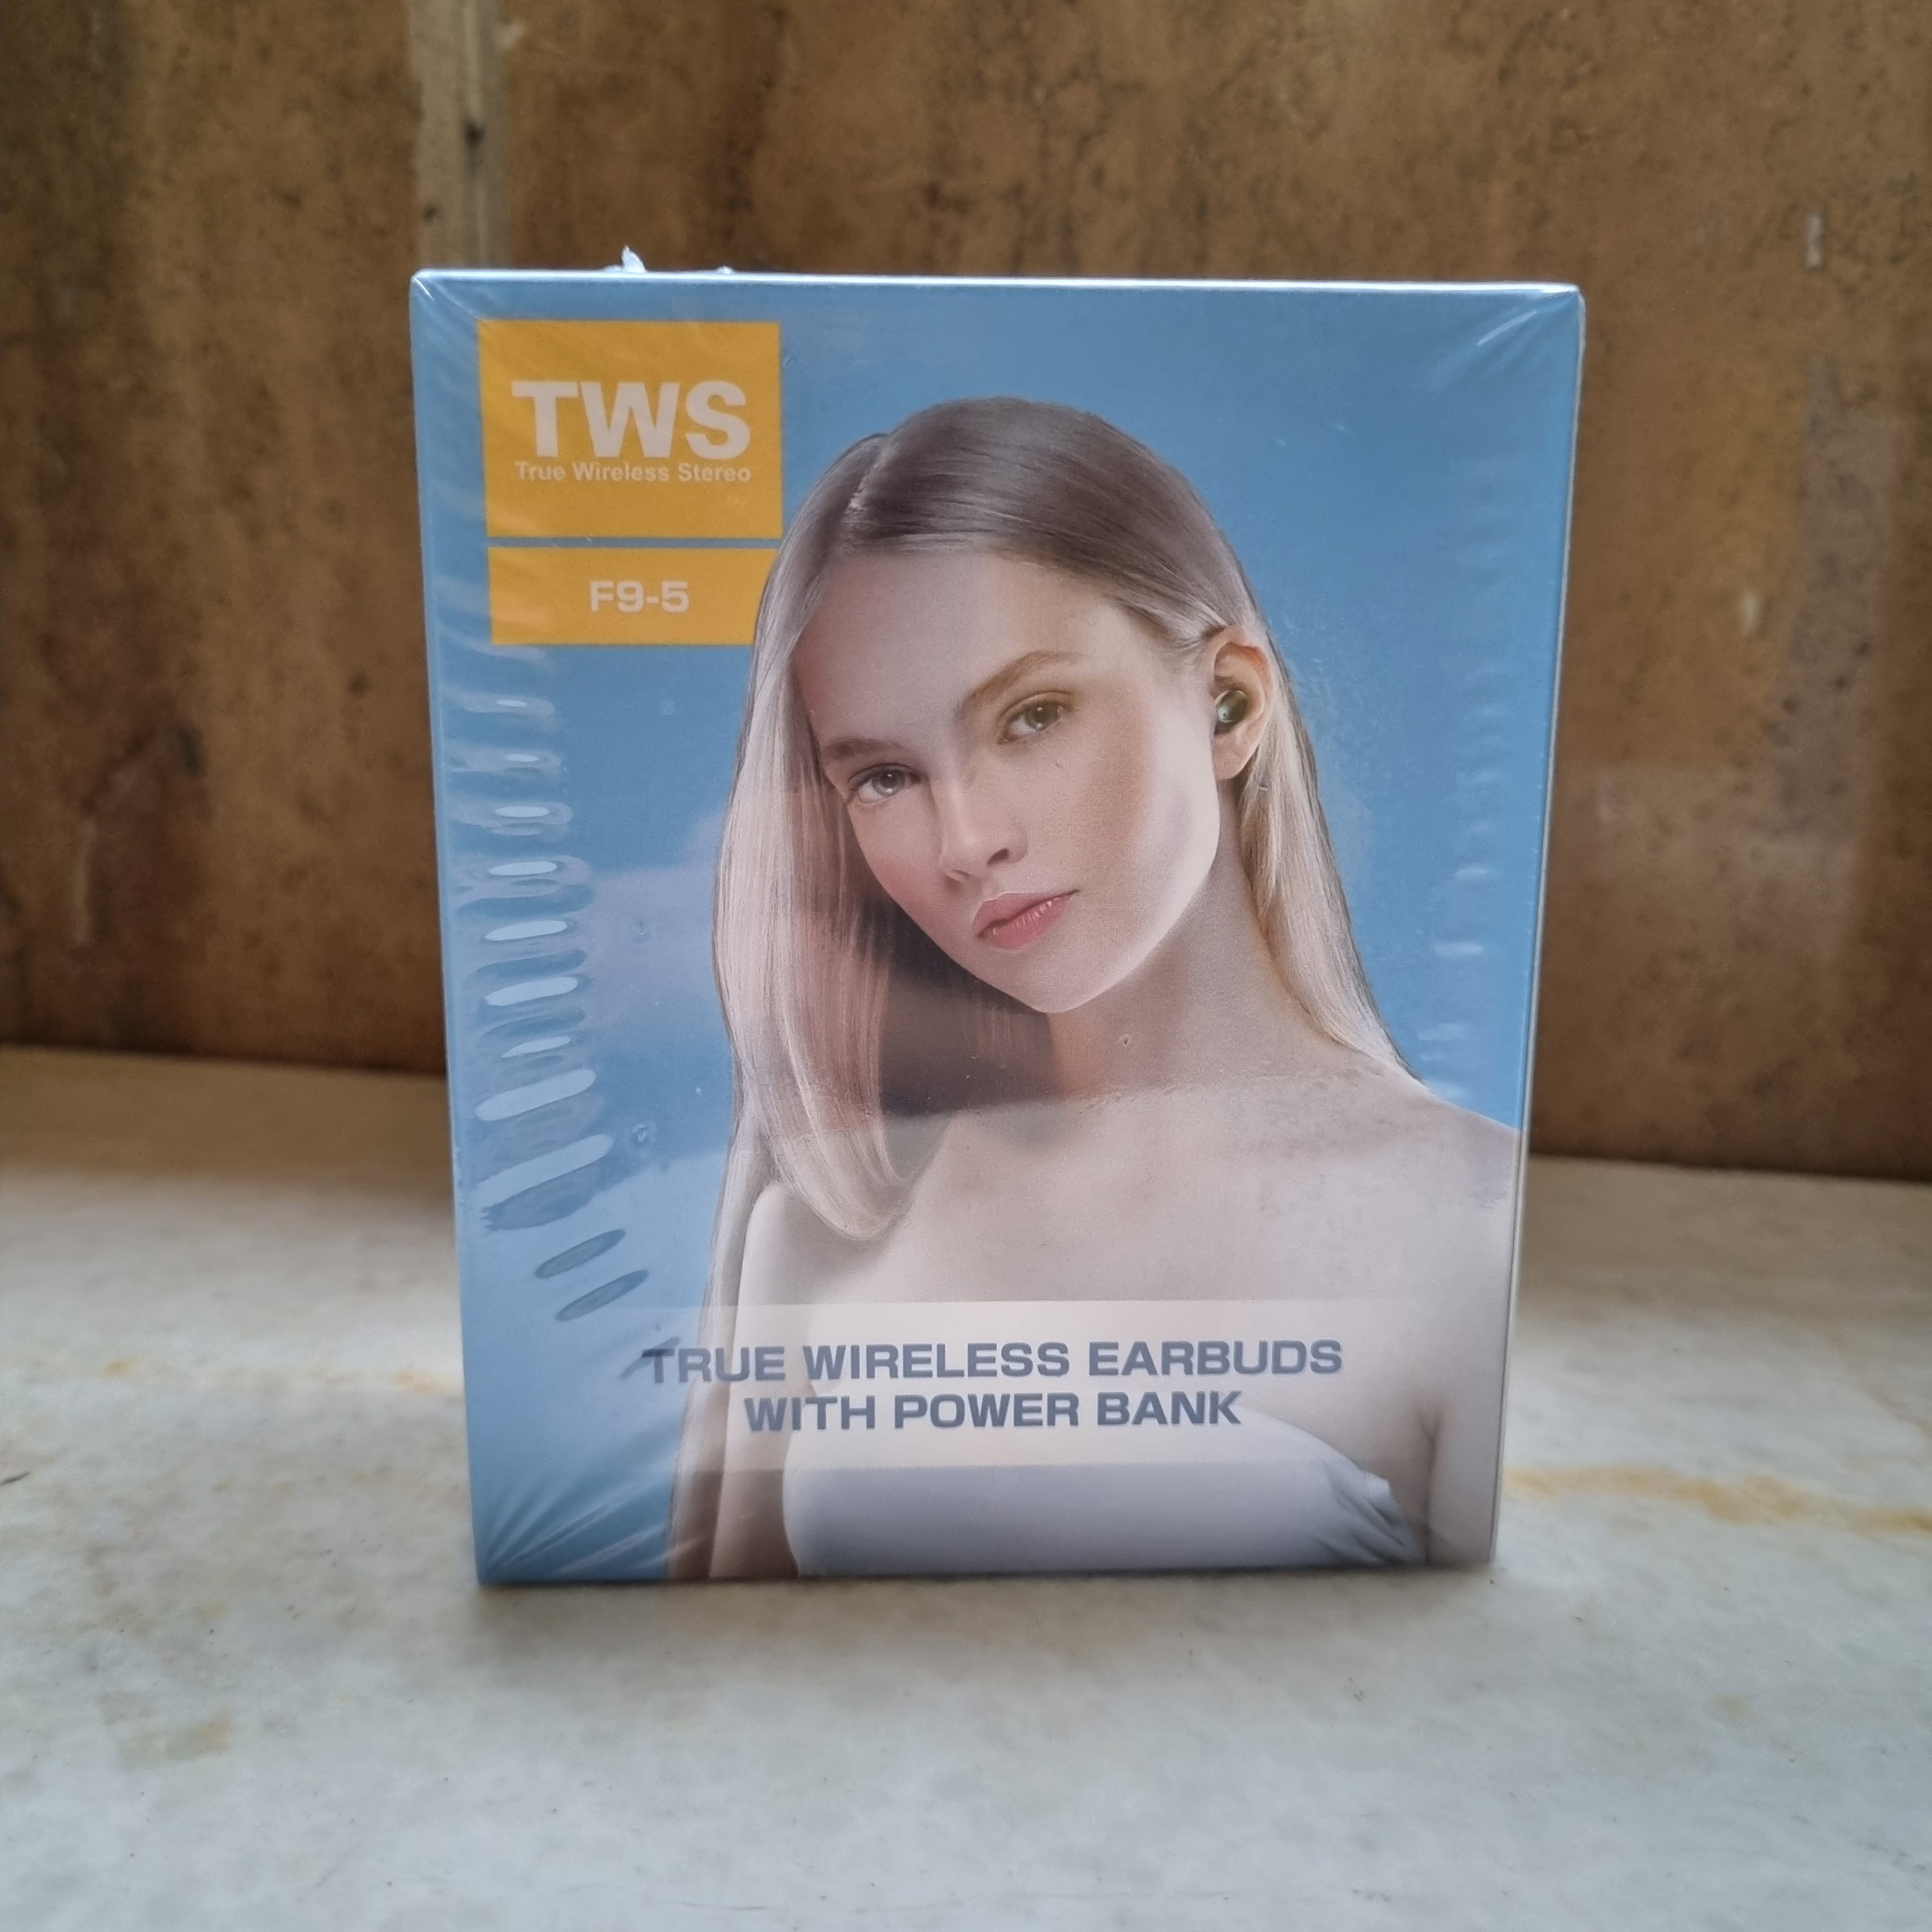 TWS
True Wireless Stereo
F9-5
TRUE WIRELESS EARBUDS
WITH POWER BANK